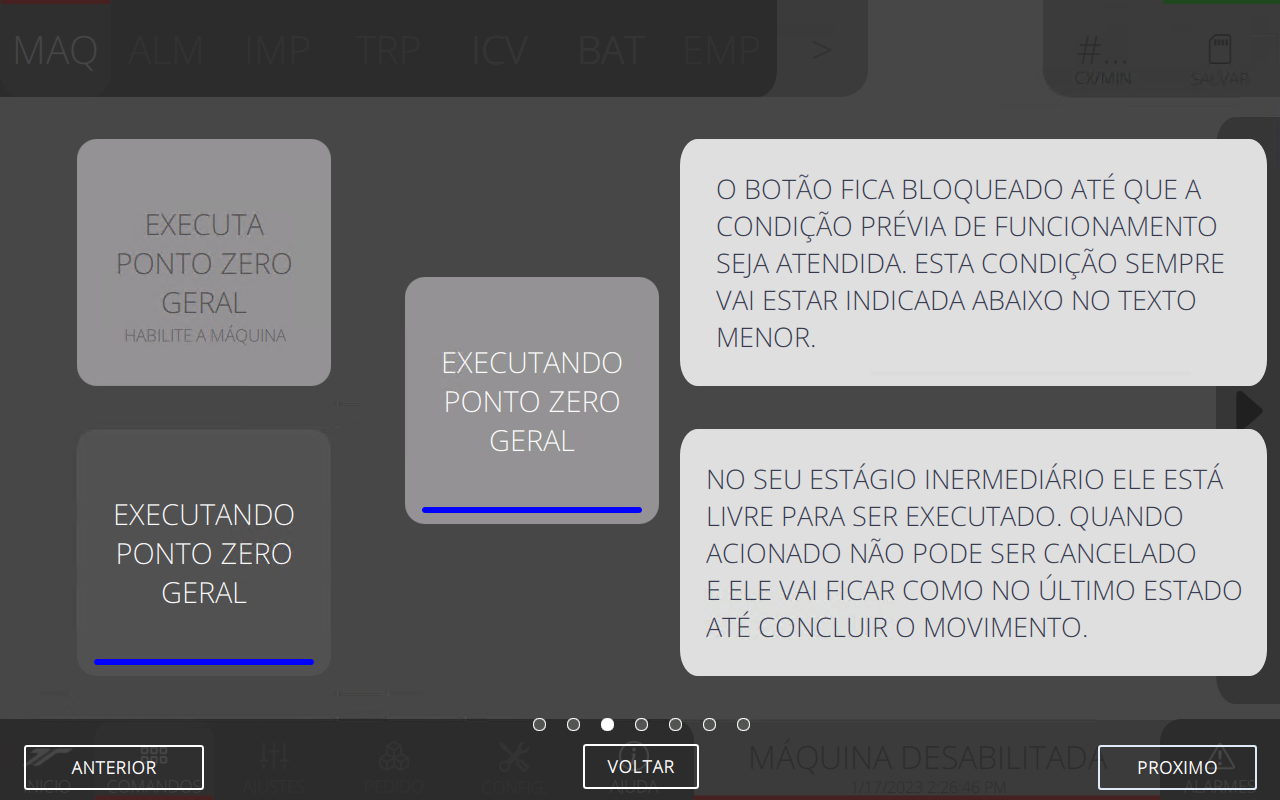 MAQ ALM IMP TRP ICV BAT EMP >
#...
CX/MIN
SALVAR
EXECUTA
PONTO ZERO
GERAL
HABILITE A MÁQUINA
EXECUTANDO
PONTO ZERO
GERAL
EXECUTANDO
PONTO ZERO
GERAL
O BOTÃO FICA BLOQUEADO ATÉ QUE A
CONDIÇÃO PRÉVIA DE FUNCIONAMENTO
SEJA ATENDIDA. ESTA CONDIÇÃO SEMPRE
VAI ESTAR INDICADA ABAIXO NO TEXTO
MENOR.
NO SEU ESTÁGIO INERMEDIÁRIO ELE ESTÁ
LIVRE PARA SER EXECUTADO. QUANDO
ACIONADO NÃO PODE SER CANCELADO
E ELE VAI FICAR COMO NO ÚLTIMO ESTADO
ATÉ CONCLUIR O MOVIMENTO.
ANTERIOR
VOLTAR
PROXIMO
INICIO
COMANDOS
AJUSTES
PEDIDO
CONFIG
AJUDA
MÁQUINA DESABILITADA
1/17/2023 2:26:46 PM
ALARMES